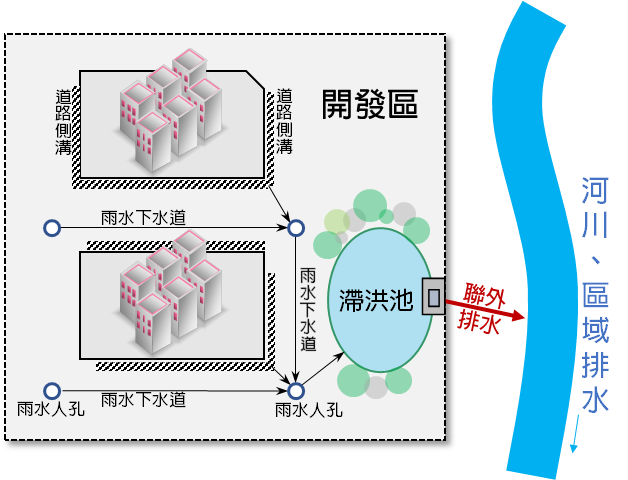 開發區
道路側溝
道路側溝
雨水下水道
雨水下水道
滯洪池
聯外
排水
河川、區域排水
雨水下水道
雨水人孔
雨水人孔